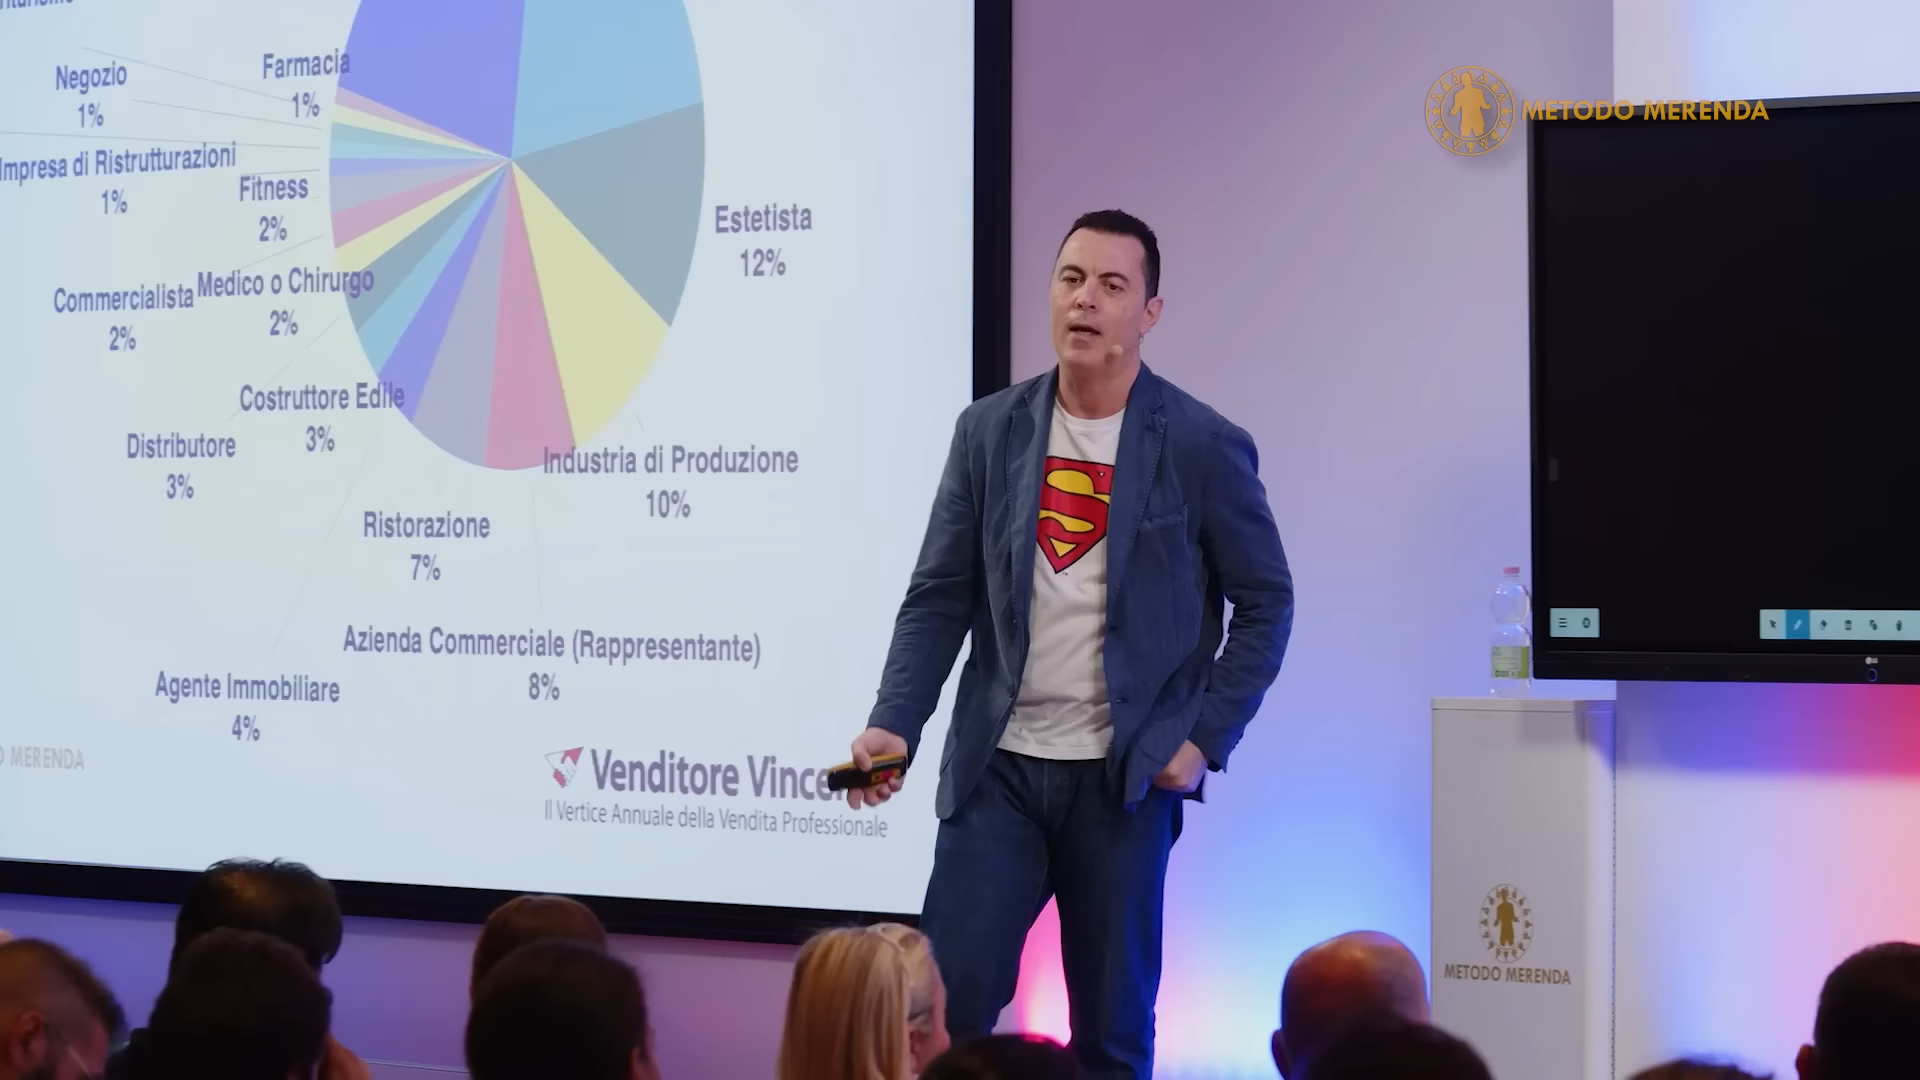 Negozio
1%
Farmacia
1%
Impresa di Ristrutturazioni
1%
Fitness
2%
Estetista
12%
Commercialista
2%
Medico o Chirurgo
2%
Costruttore Edile
3%
Distributore
3%
Industria di Produzione
10%
Ristorazione
7%
Azienda Commerciale (Rappresentante)
8%
Agente Immobiliare
4%
MERENDA
Venditore
Il Vertice Annuale della Vendita Professionale
METODO MERENDA
S
LG
METODO MERENDA